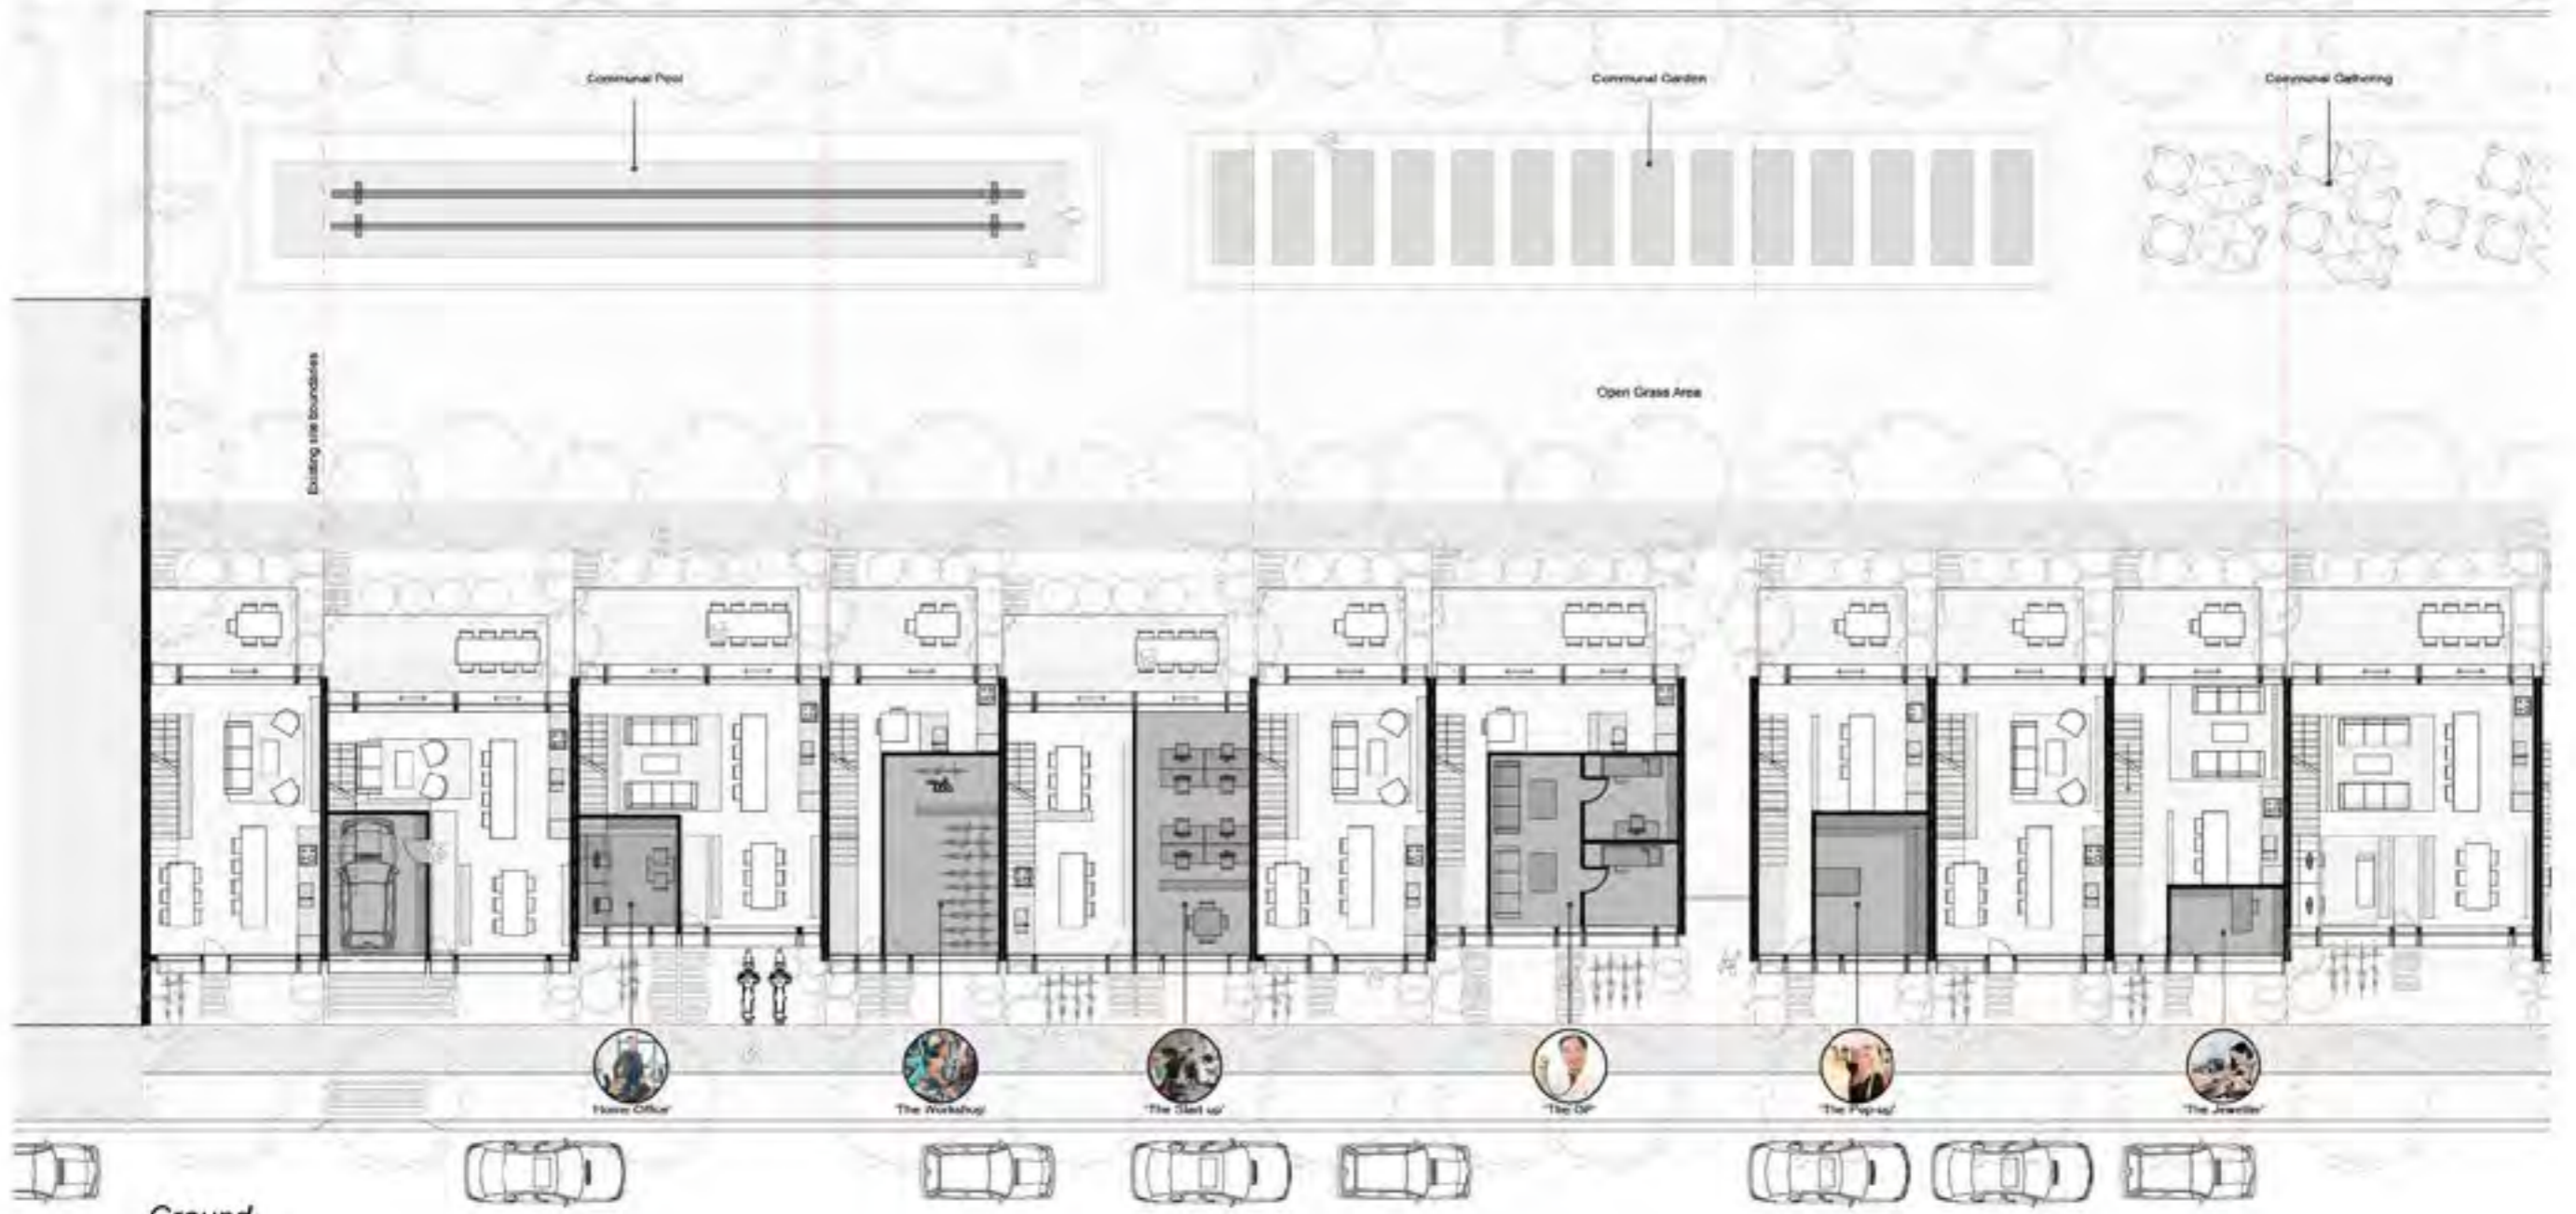 Communal Pool
Communal Garden
Communal Gathering
Existing site boundaries
Open Grass Area
'Home Office'
'The Workshop'
'The Start up'
'The GP'
'The Pop-up'
'The Jeweller'
Ground